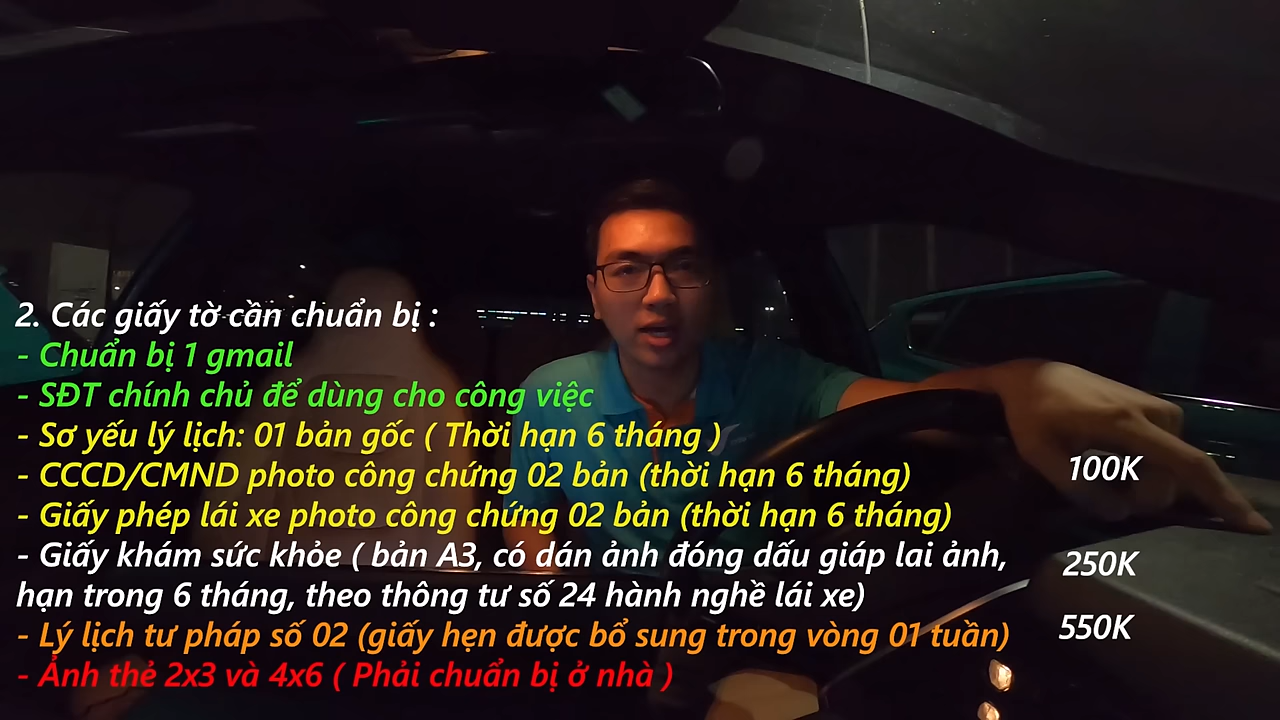 2. Các giấy tờ cần chuẩn bị :
- Chuẩn bị 1 gmail
- SĐT chính chủ để dùng cho công việc
- Sơ yếu lý lịch: 01 bản gốc ( Thời hạn 6 tháng )
- CCCD/CMND photo công chứng 02 bản (thời hạn 6 tháng)
100K
- Giấy phép lái xe photo công chứng 02 bản (thời hạn 6 tháng)
- Giấy khám sức khỏe ( bản A3, có dán ảnh đóng dấu giáp lai ảnh,
hạn trong 6 tháng, theo thông tư số 24 hành nghề lái xe)
250K
- Lý lịch tư pháp số 02 (giấy hẹn được bổ sung trong vòng 01 tuần)
550K
- Ảnh thẻ 2x3 và 4x6 ( Phải chuẩn bị ở nhà )